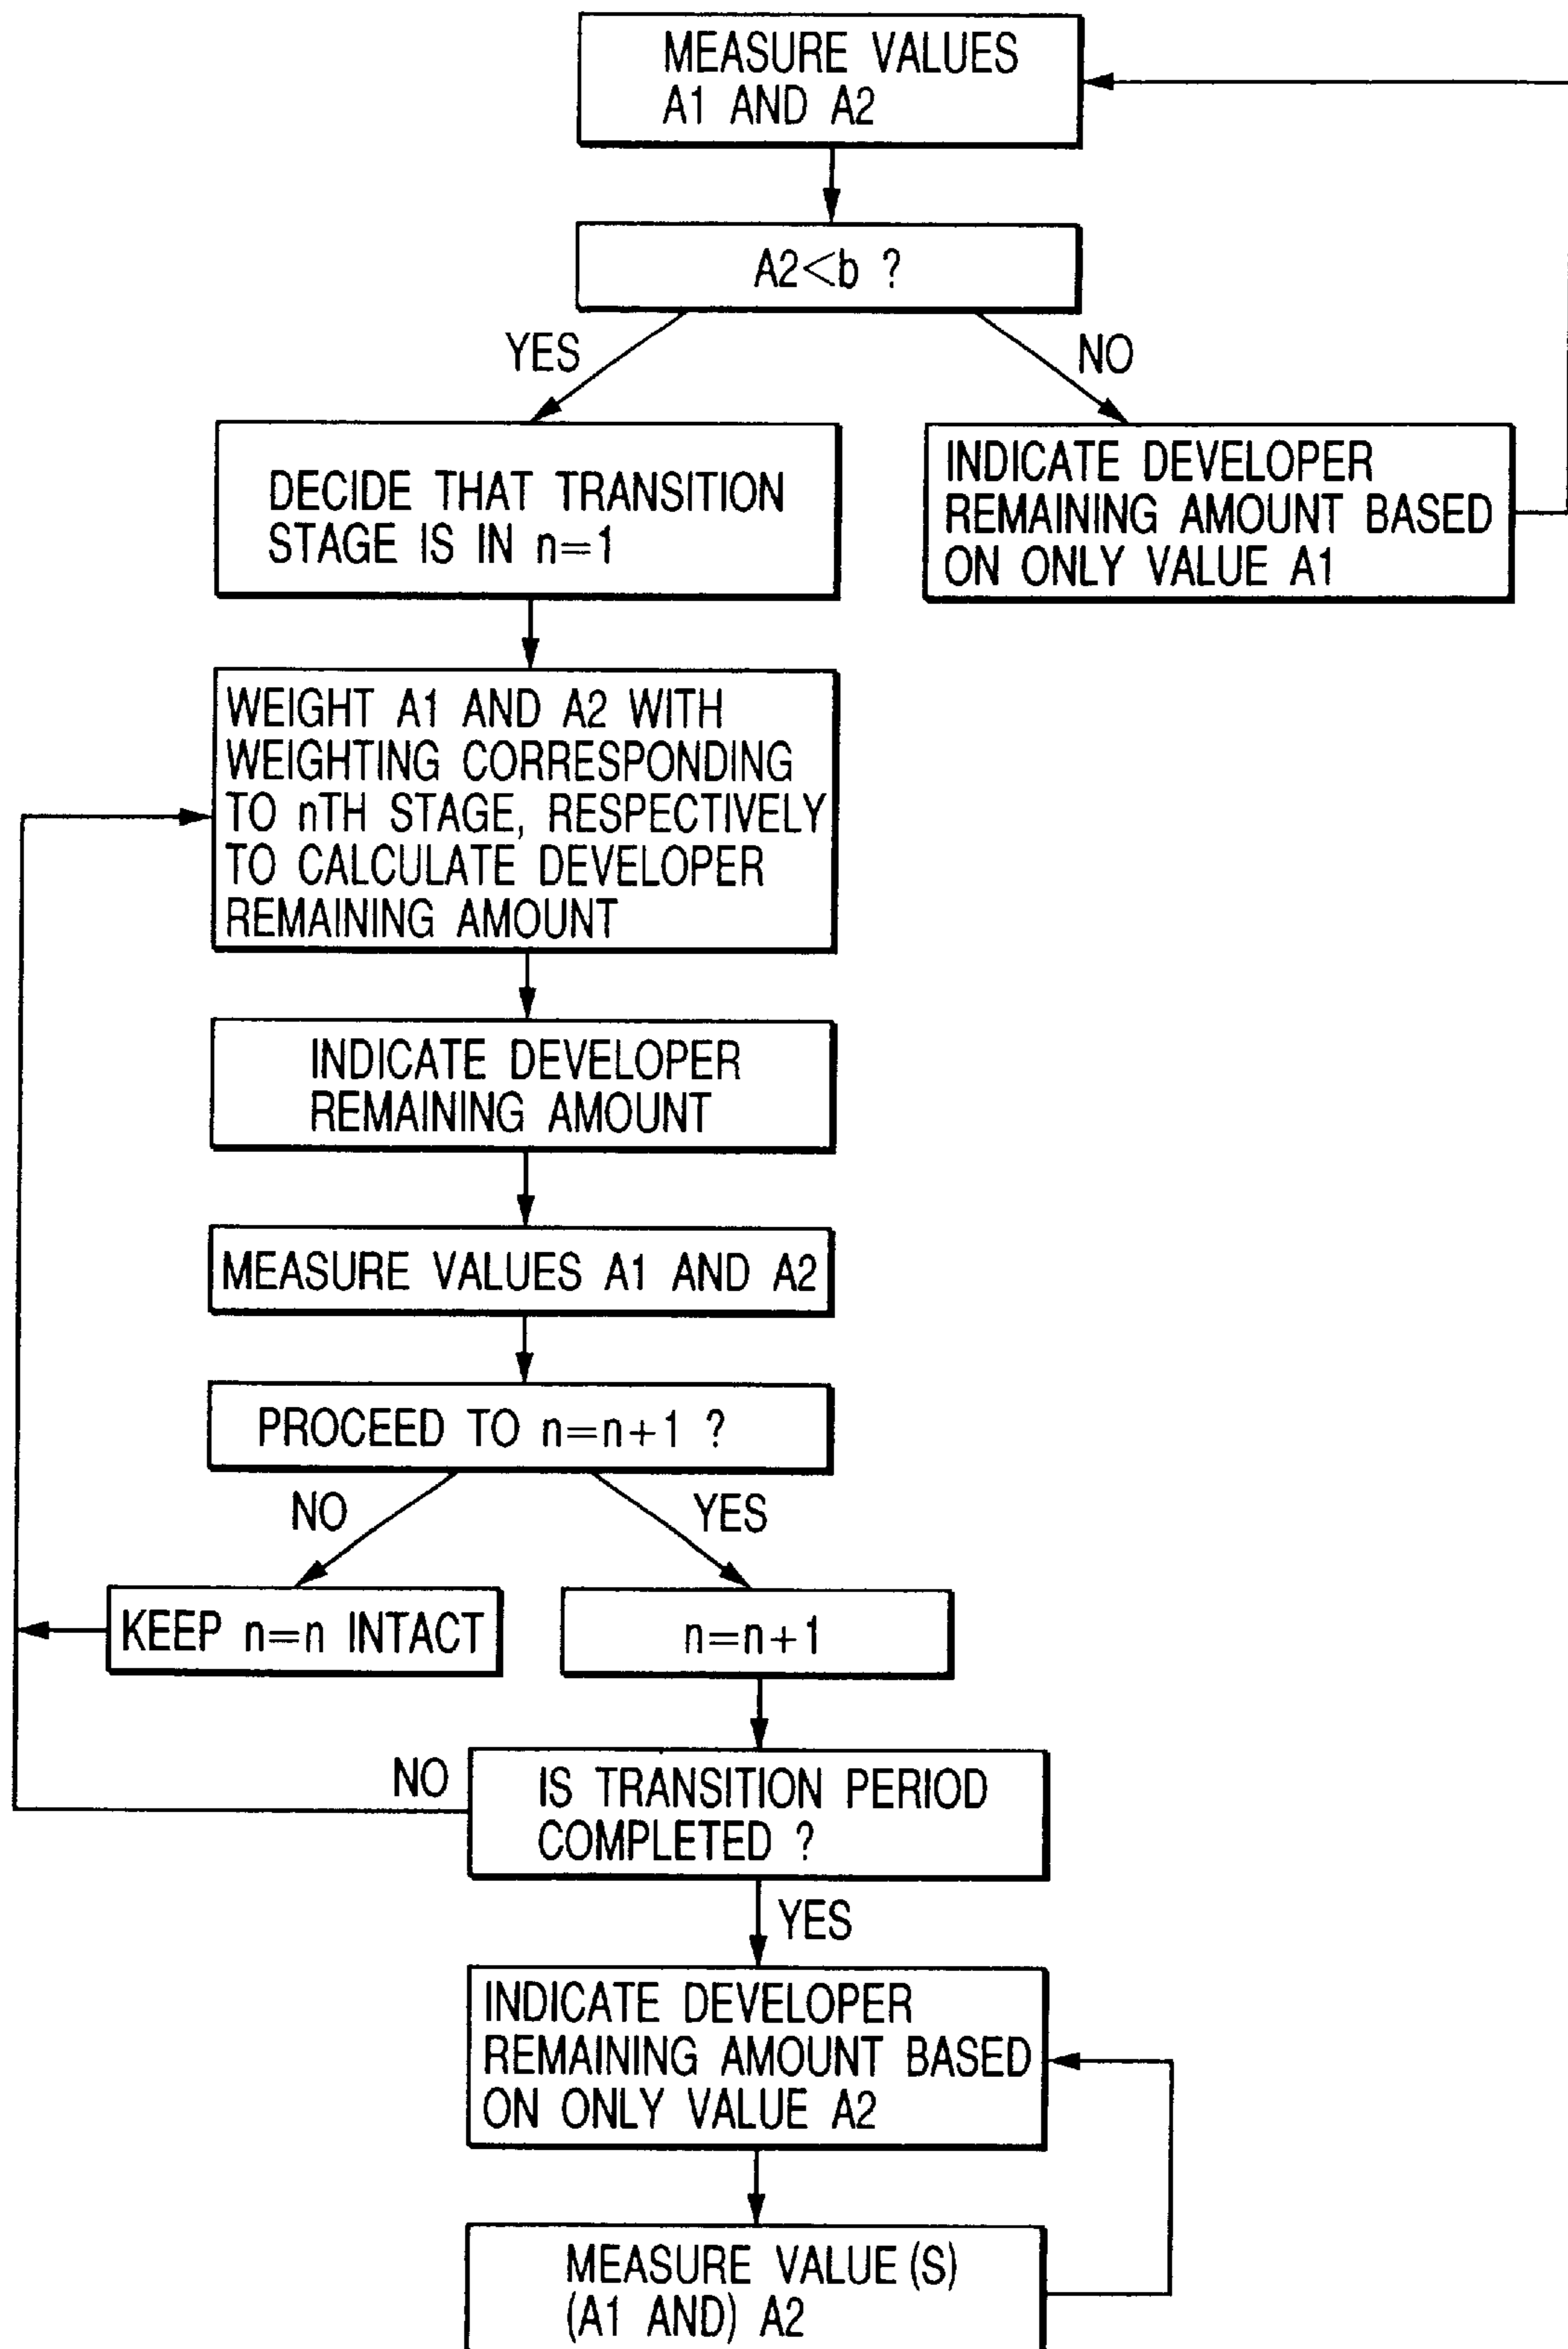 MEASURE VALUES
A1 AND A2
A2<b ?
YES
NO
DECIDE THAT TRANSITION
STAGE IS IN n=1
INDICATE DEVELOPER
REMAINING AMOUNT BASED
ON ONLY VALUE A1
WEIGHT A1 AND A2 WITH
WEIGHTING CORRESPONDING
TO nTH STAGE, RESPECTIVELY
TO CALCULATE DEVELOPER
REMAINING AMOUNT
INDICATE DEVELOPER
REMAINING AMOUNT
MEASURE VALUES A1 AND A2
PROCEED TO n=n+1 ?
NO
YES
KEEP n=n INTACT
n=n+1
NO
IS TRANSITION PERIOD
COMPLETED ?
YES
INDICATE DEVELOPER
REMAINING AMOUNT BASED
ON ONLY VALUE A2
MEASURE VALUE(S)
(A1 AND) A2